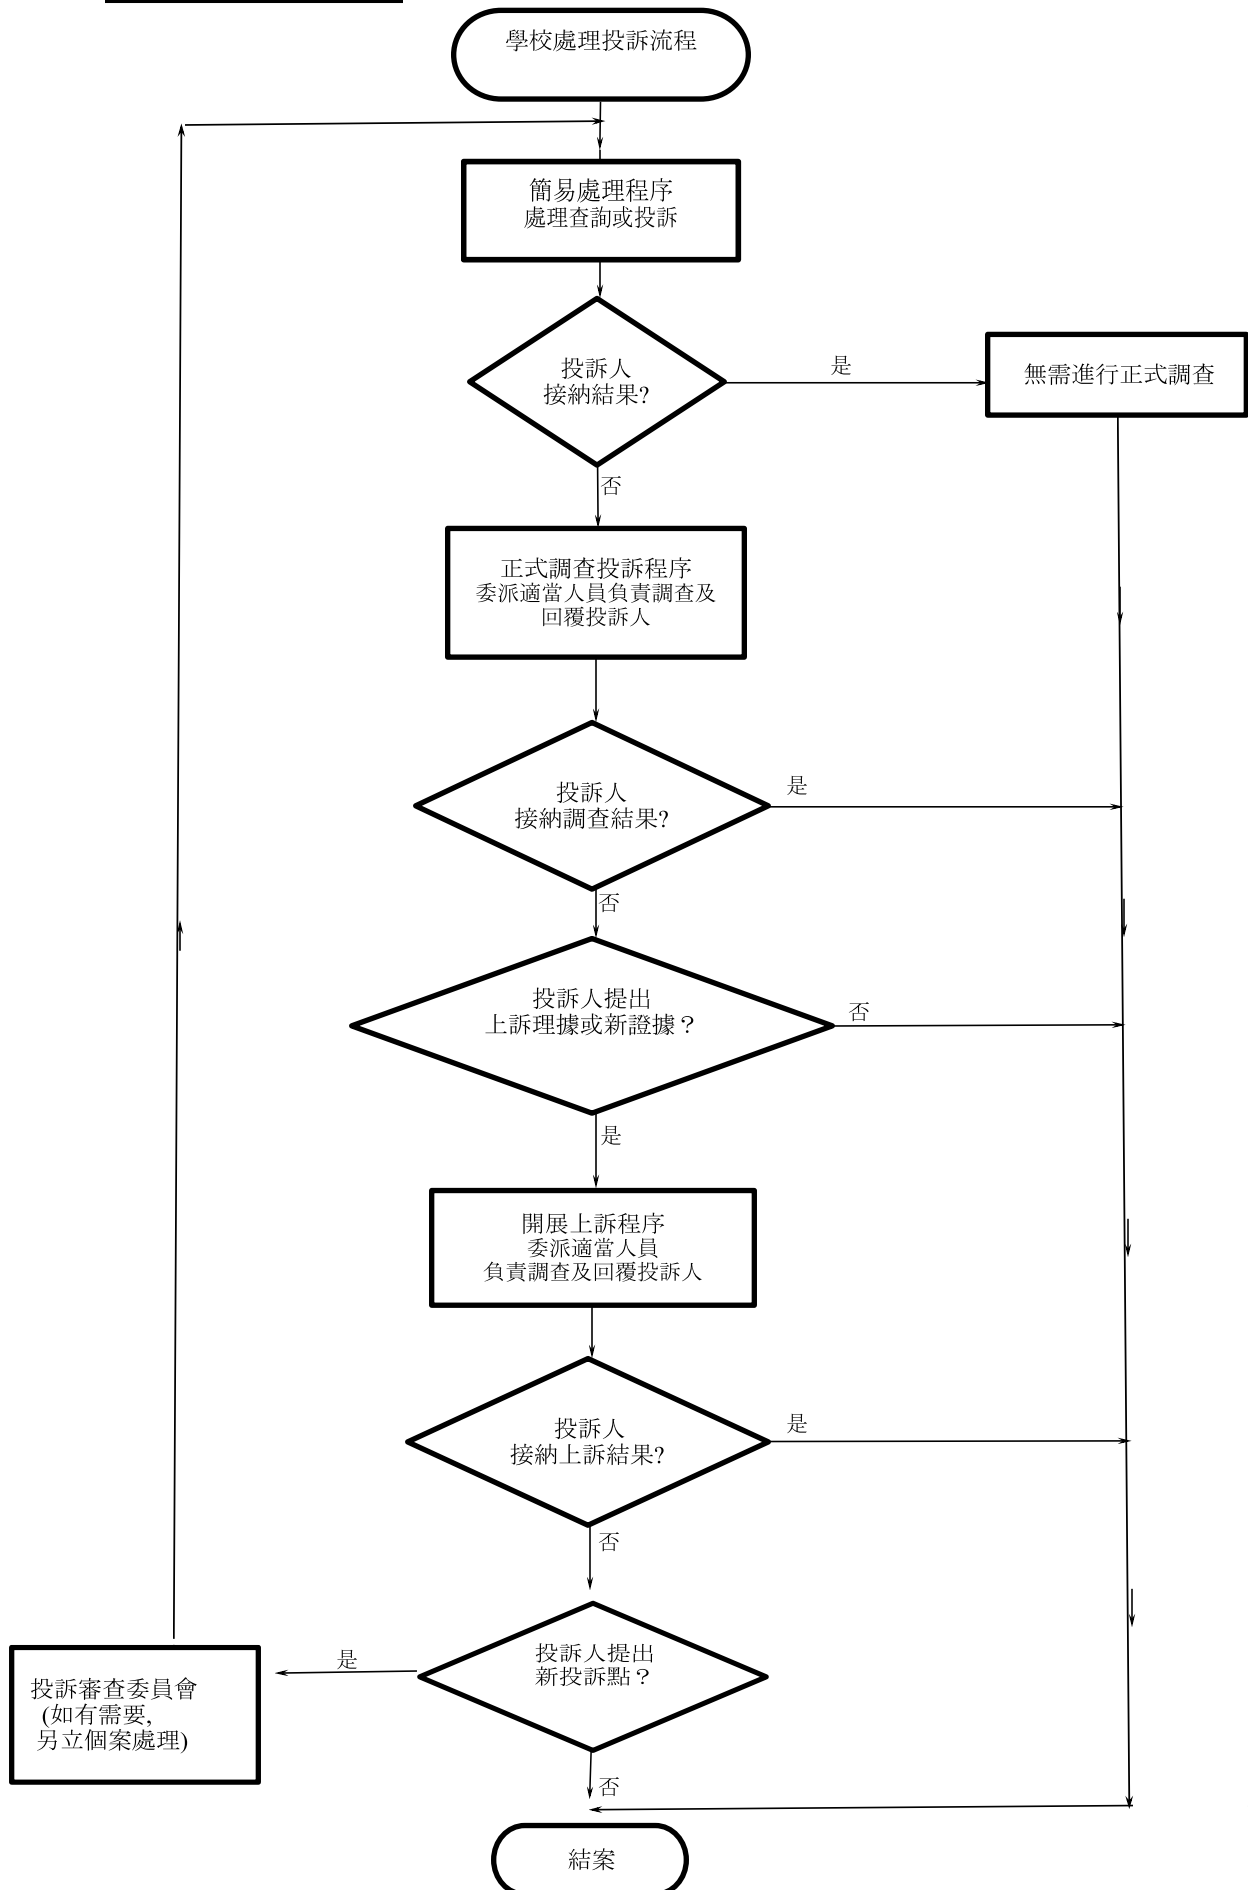 學校處理投訴流程
簡易處理程序
處理查詢或投訴
投訴人
接納結果?
是
無需進行正式調查
否
正式調查投訴程序
委派適當人員負責調查及
回覆投訴人
投訴人
接納調查結果?
是
否
投訴人提出
上訴理據或新證據？
否
是
開展上訴程序
委派適當人員
負責調查及回覆投訴人
投訴人
接納上訴結果?
是
否
投訴人提出
新投訴點？
是
投訴審查委員會
(如有需要,
另立個案處理)
否
結案